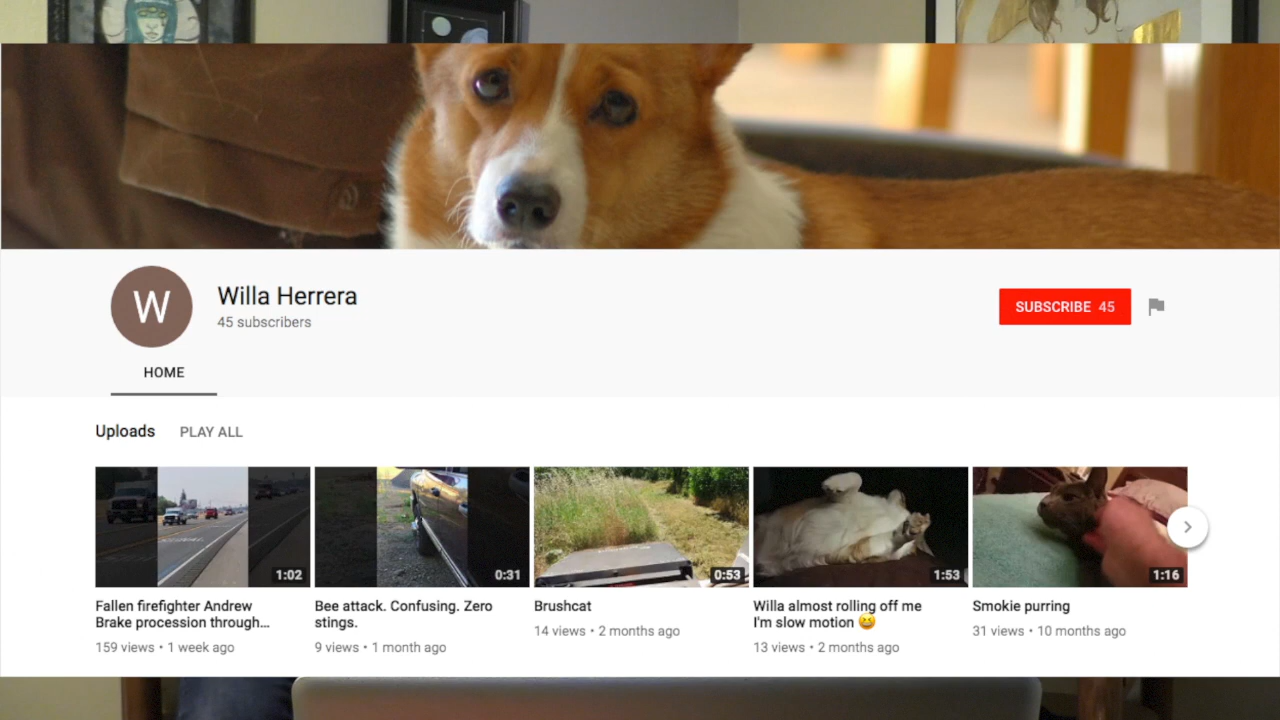 W
Willa Herrera
45 subscribers
SUBSCRIBE 45
HOME
Uploads PLAY ALL
1:02
0:31
0:53
1:53
1:16
Fallen firefighter Andrew
Brake procession through...
159 views • 1 week ago
Bee attack. Confusing. Zero
stings.
9 views • 1 month ago
Brushcat
14 views • 2 months ago
Willa almost rolling off me
I'm slow motion 😆
13 views • 2 months ago
Smokie purring
31 views • 10 months ago